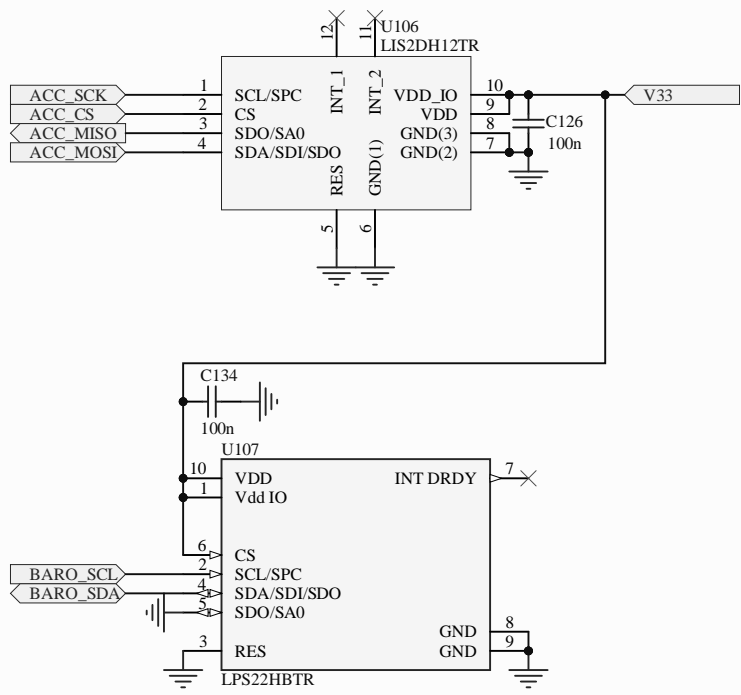 U106
LIS2DH12TR
12
11
INT_1
INT_2
ACC_SCK
1
SCL/SPC
VDD_IO
10
V33
ACC_CS
2
CS
VDD
9
C126
ACC_MISO
3
SDO/SA0
GND(3)
8
100n
ACC_MOSI
4
SDA/SDI/SDO
GND(2)
7
RES
GND(1)
5
6
C134
100n
U107
10
VDD
INT DRDY
7
1
Vdd IO
6
CS
BARO_SCL
2
SCL/SPC
BARO_SDA
4
SDA/SDI/SDO
5
SDO/SA0
GND
8
3
RES
GND
9
LPS22HBTR